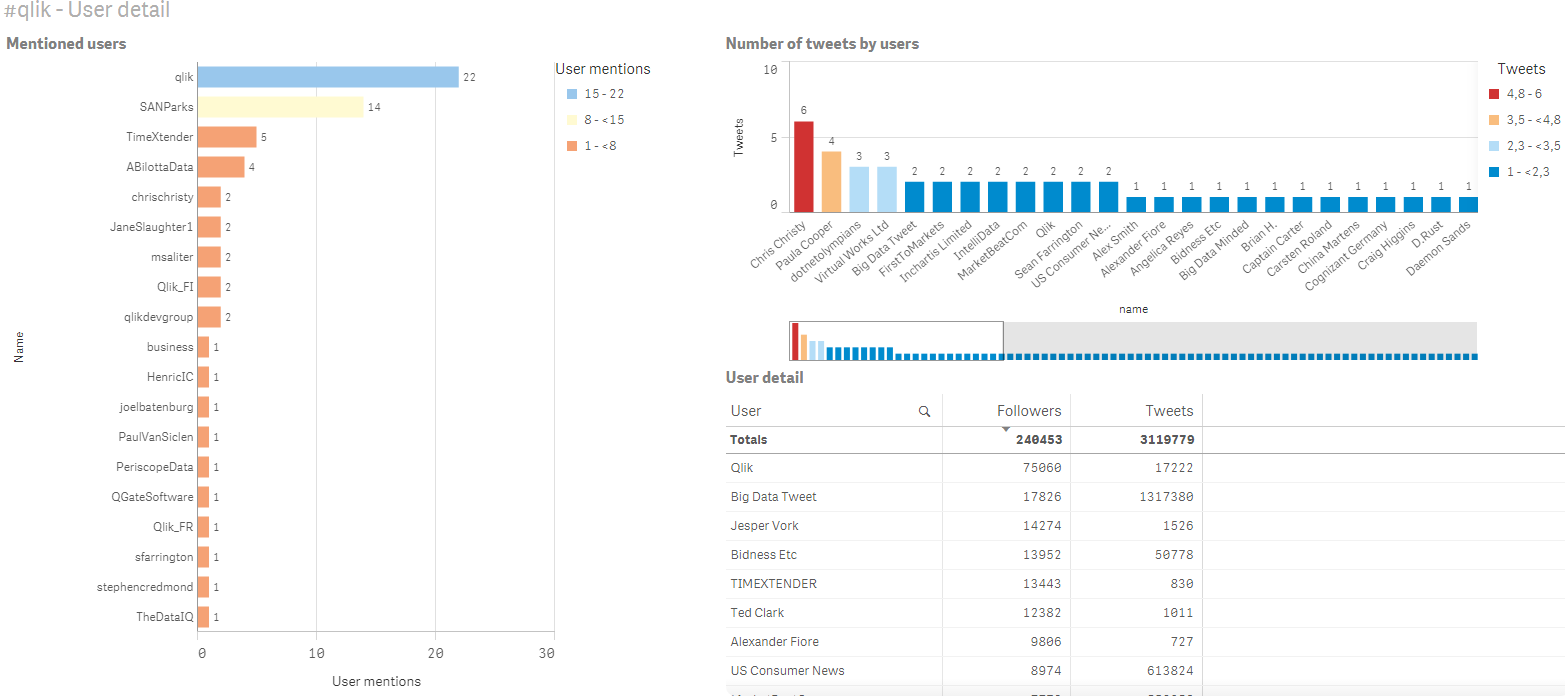 #qlik - User detail
Mentioned users
User mentions
15 - 22
8 - <15
1 - <8
Name
qlik 22
SANParks 14
TimeXtender 5
ABilottaData 4
chrischristy 2
JaneSlaughter1 2
msaliter 2
Qlik_FI 2
qlikdevgroup 2
business 1
HenricIC 1
joelbatenburg 1
PaulVanSiclen 1
PeriscopeData 1
QGateSoftware 1
Qlik_FR 1
sfarrington 1
stephencredmond 1
TheDataIQ 1
0 10 20 30
User mentions
Number of tweets by users
Tweets
4,8 - 6
3,5 - <4,8
2,3 - <3,5
1 - <2,3
Tweets
10
5
0
6 4 3 3 2 2 2 2 2 2 2 2 1 1 1 1 1 1 1 1 1 1 1 1 1
Chris Christy
Paula Cooper
dotnetolympians
Virtual Works Ltd
Big Data Tweet
FirstToMarkets
Inchartis Limited
IntelliData
MarketBeatCom
Qlik
Sean Farrington
US Consumer Ne...
Alex Smith
Alexander Fiore
Angelica Reyes
Bidness Etc
Big Data Minded
Brian H.
Captain Carter
Carsten Roland
China Martens
Cognizant Germany
Craig Higgins
D.Rust
Daemon Sands
name
User detail
User Followers Tweets
Totals 240453 3119779
Qlik 75060 17222
Big Data Tweet 17826 1317380
Jesper Vork 14274 1526
Bidness Etc 13952 50778
TIMEXTENDER 13443 830
Ted Clark 12382 1011
Alexander Fiore 9806 727
US Consumer News 8974 613824